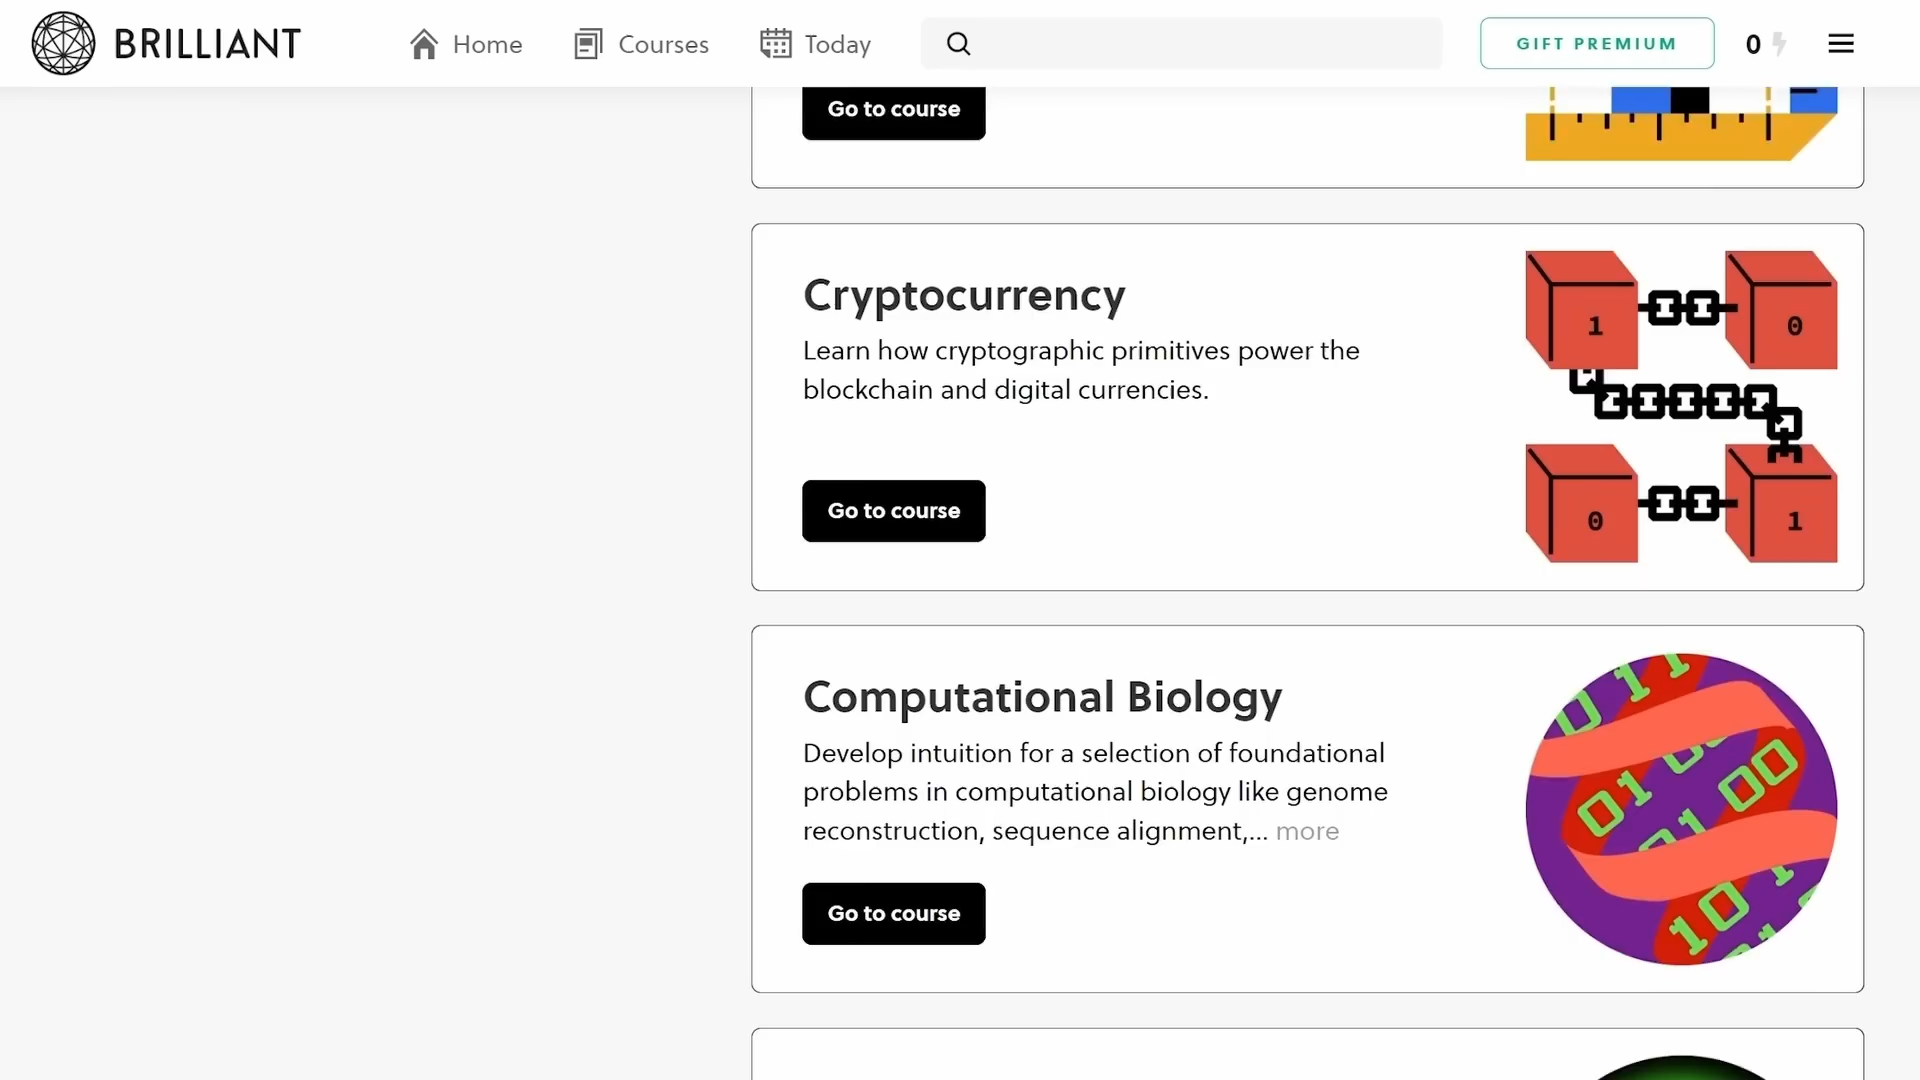 BRILLIANT
Home
Courses
Today
GIFT PREMIUM
0
Go to course
Cryptocurrency
Learn how cryptographic primitives power the
blockchain and digital currencies.
Go to course
1
0
0
1
Computational Biology
Develop intuition for a selection of foundational
problems in computational biology like genome
reconstruction, sequence alignment,... more
Go to course